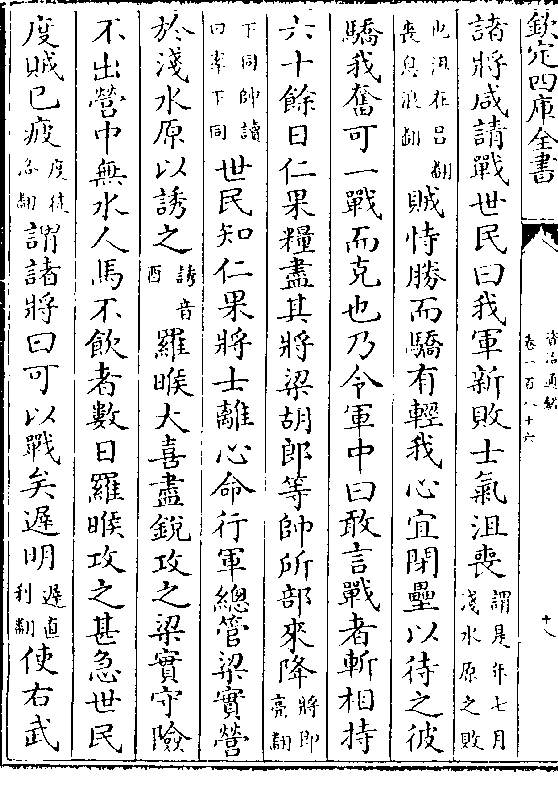 欽定四庫全書
資治通鑑
卷一百八十六
十八
諸將咸請戰世民曰我軍新敗士氣沮喪謂是年七月淺水原之敗
也沮在呂翻喪息浪翻賊恃勝而驕有輕我心宜閉壘以待之彼
驕我奮可一戰而克也乃令軍中曰敢言戰者斬相持
六十餘日仁果糧盡其將梁胡郎等帥所部來降將即亮翻
下同帥讀曰率下同世民知仁果將士離心命行軍總管梁實營
於淺水原以誘之誘音酉羅㬋大喜盡銳攻之梁實守險
不出營中無水人馬不飲者數日羅㬋攻之甚急世民
度賊已疲度徒洛翻謂諸將曰可以戰矣遲明遲直利翻使右武